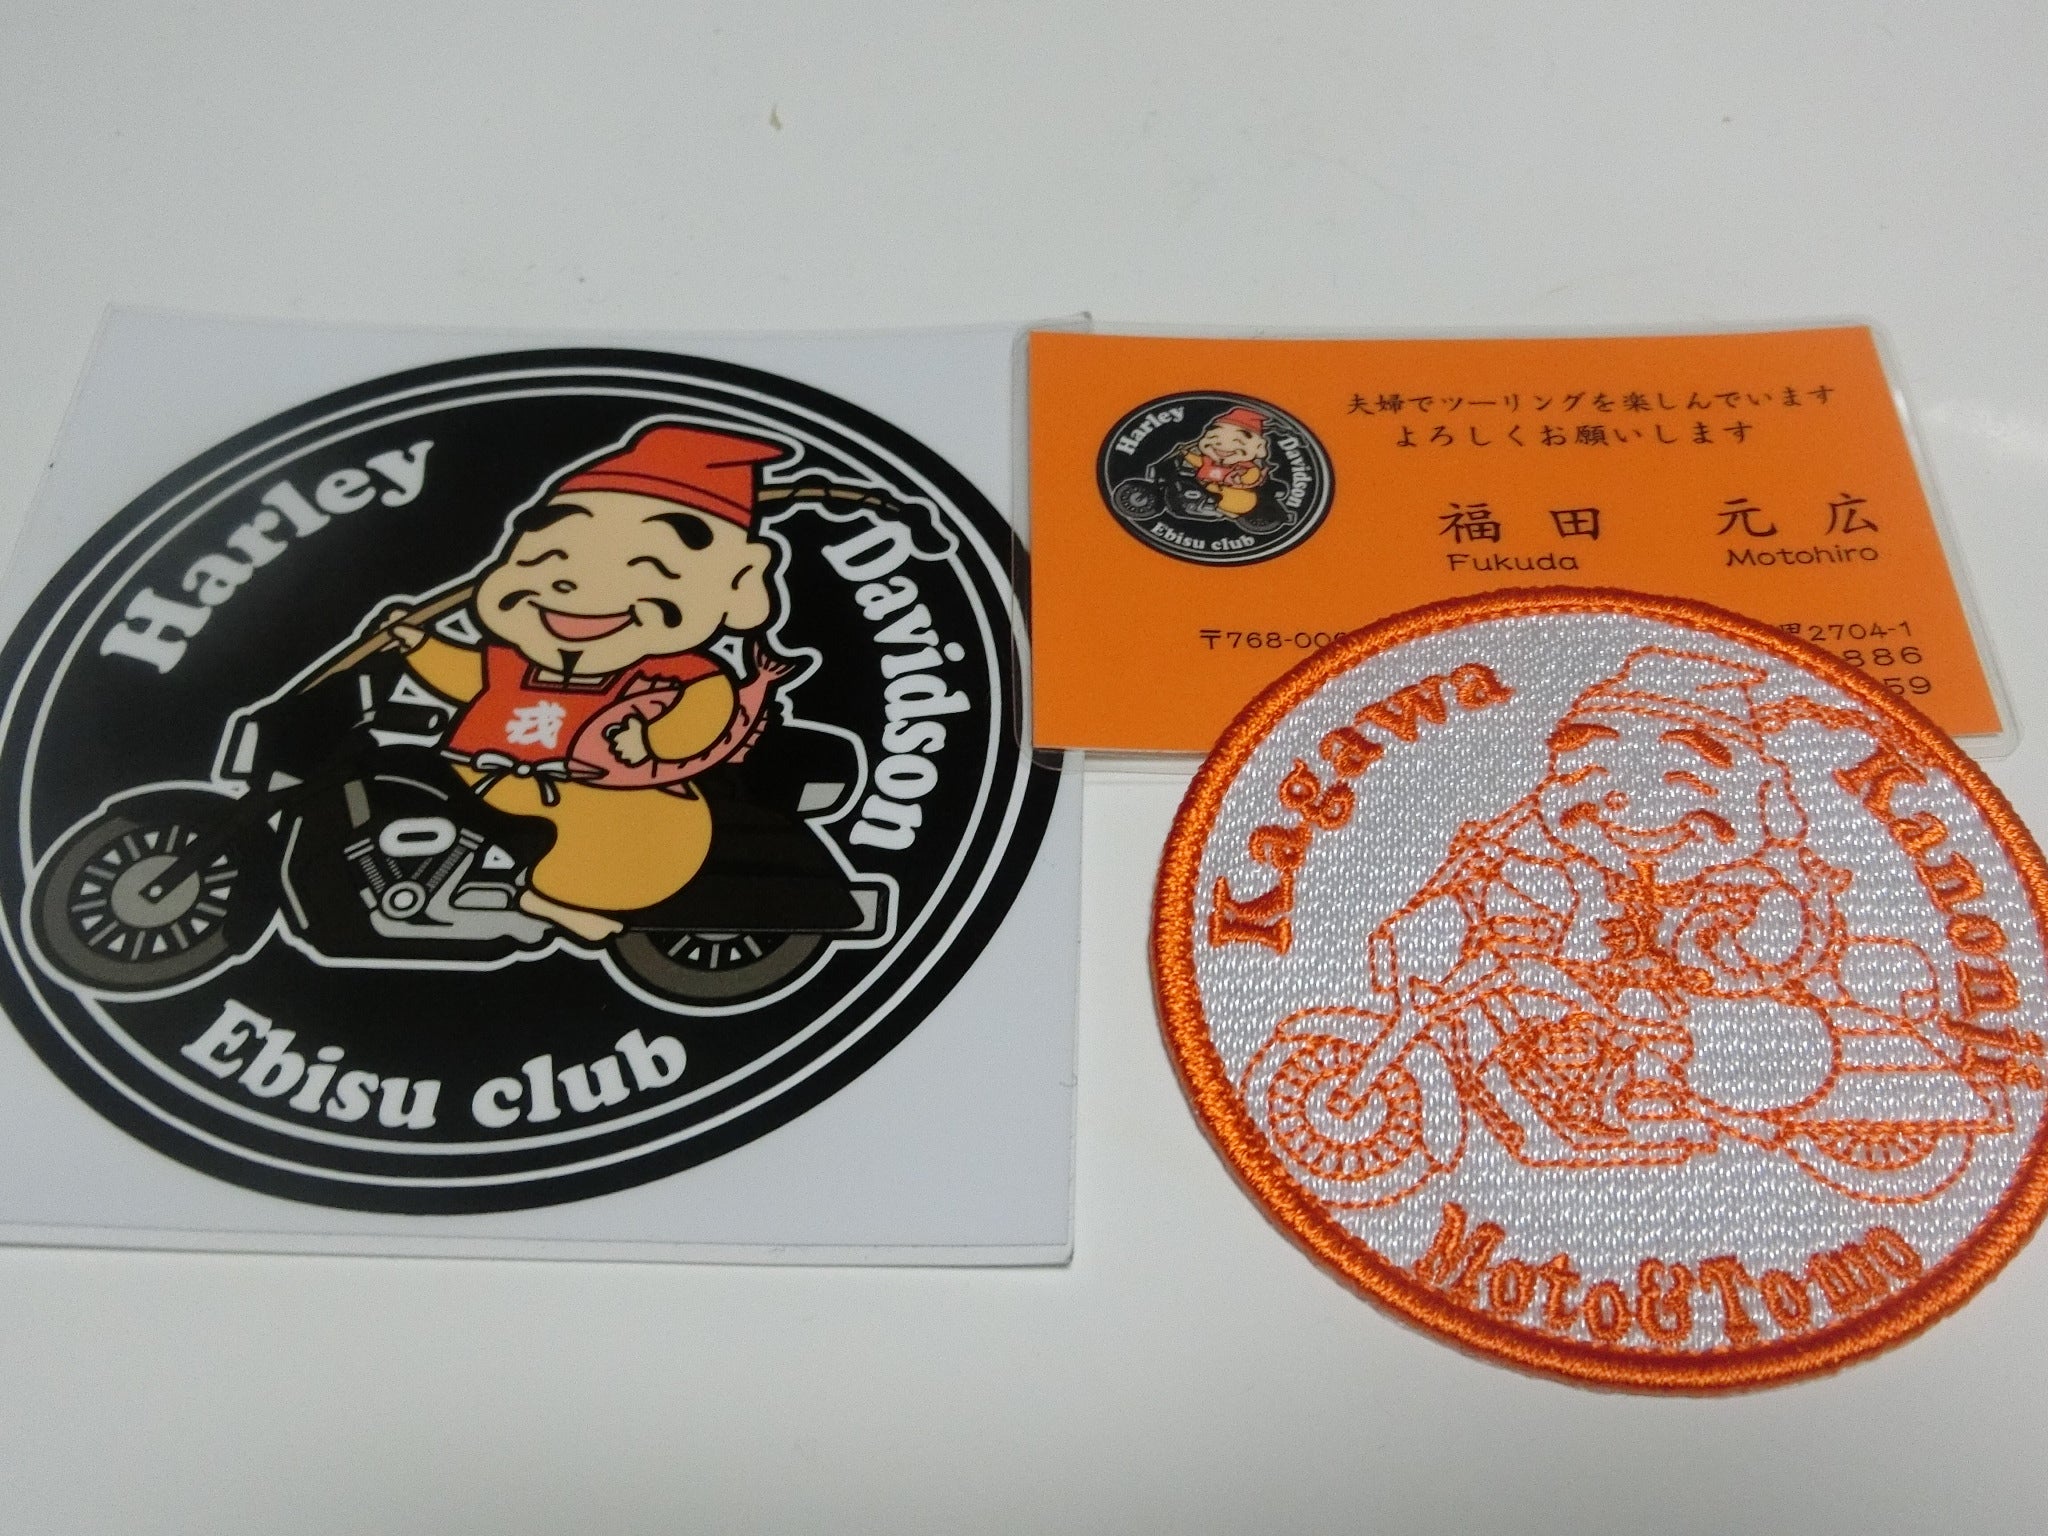 Harley
Davidson
戎
0
Ebisu club
Harley
Davidson
Ebisu club
夫婦でツーリングを楽しんでいます
よろしくお願いします
福田 元広
Fukuda Motohiro
〒768-00
2704-1
886
59
Kagawa
Kanonji
Moto&Tomo